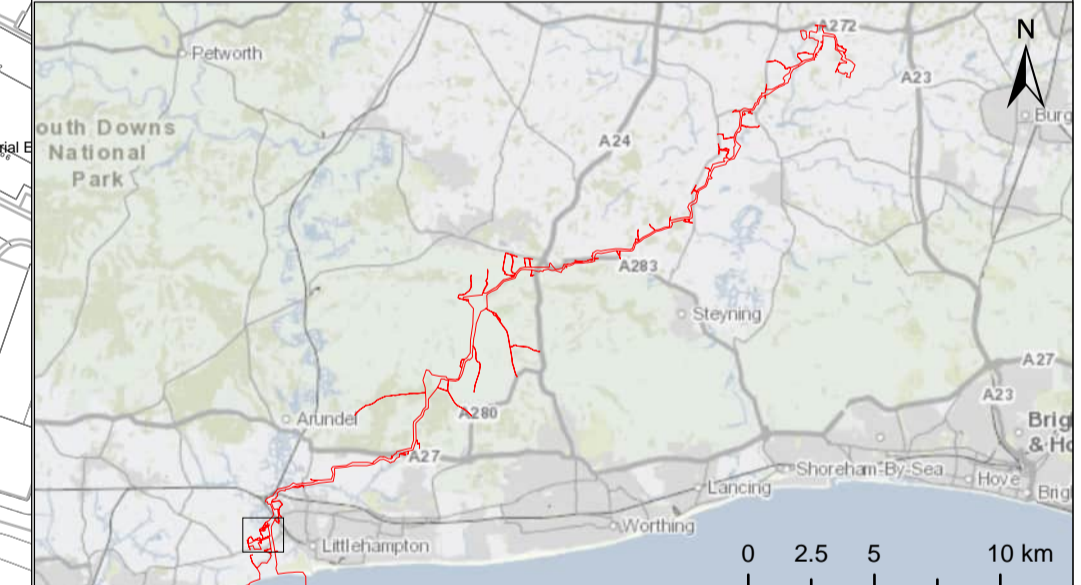 A272
N
Petworth
A23
Burg
outh Downs
National
Park
rial E
A24
A283
Steyning
A27
A23
Arundel
A280
Brig
& Ho
A27
Shoreham-By-Sea
Hove
Lancing
Brig
Worthing
Littlehampton
0 2.5 5 10 km